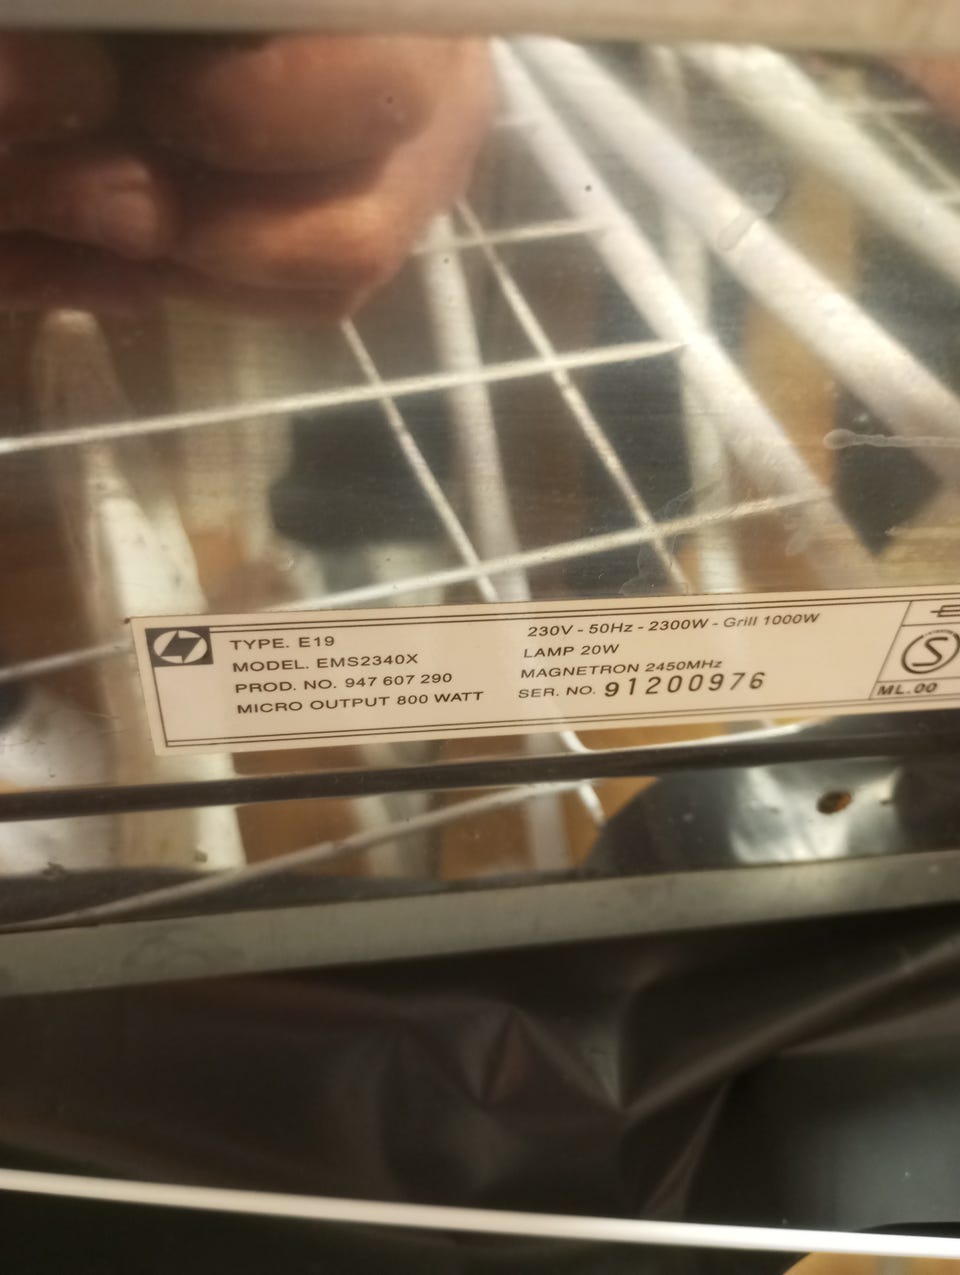 TYPE. E19
MODEL. EMS2340X
PROD. NO. 947 607 290
MICRO OUTPUT 800 WATT
230V - 50Hz - 2300W - Grill 1000W
LAMP 20W
MAGNETRON 2450MHz
SER. NO. 91200976
S
ML.00